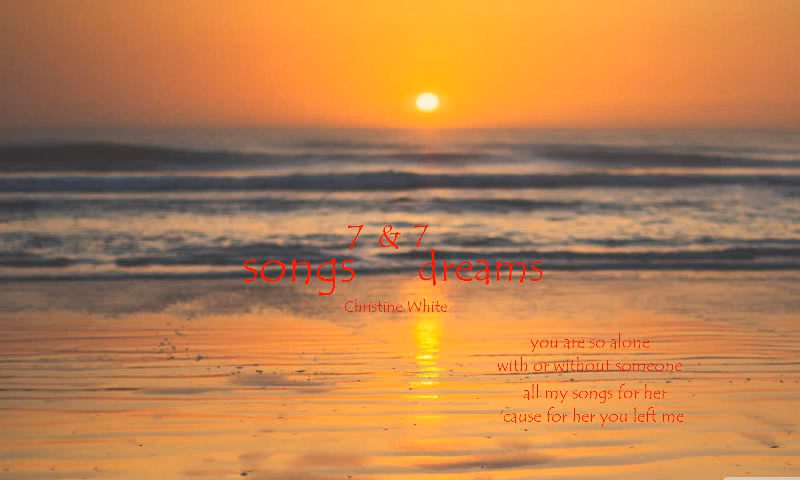 7 & 7
songs dreams
Christine White
you are so alone
with or without someone
all my songs for her
'cause for her you left me